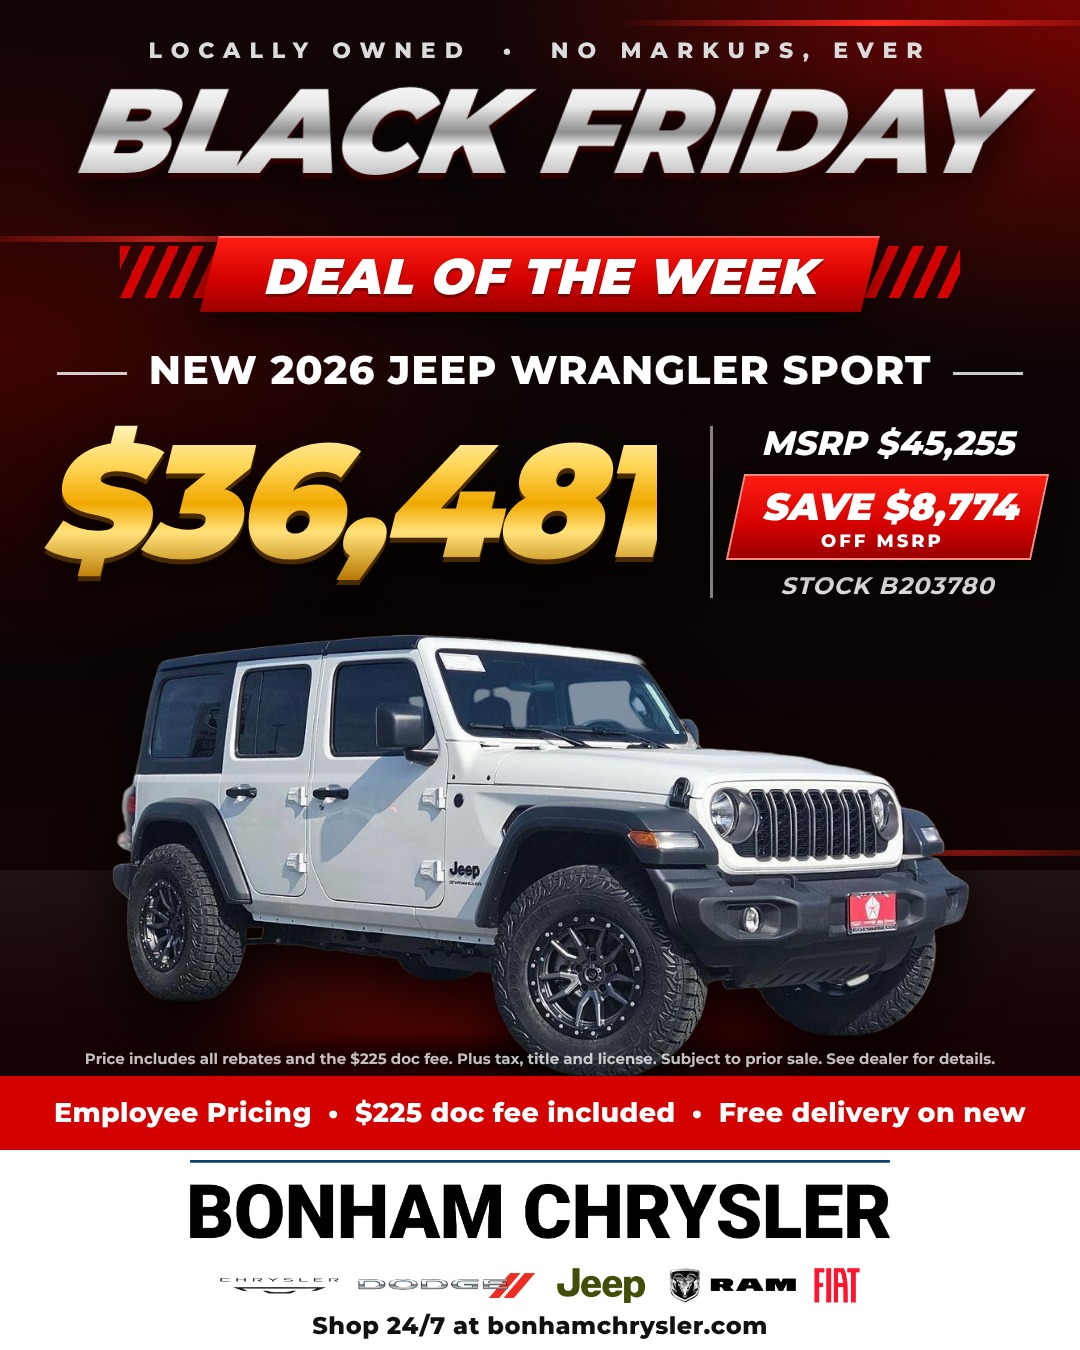 LOCALLY OWNED • NO MARKUPS, EVER
BLACK FRIDAY
DEAL OF THE WEEK
NEW 2026 JEEP WRANGLER SPORT
$36,481
MSRP $45,255
SAVE $8,774
OFF MSRP
STOCK B203780
Jeep
WRANGLER
Price includes all rebates and the $225 doc fee. Plus tax, title and license. Subject to prior sale. See dealer for details.
Employee Pricing • $225 doc fee included • Free delivery on new
BONHAM CHRYSLER
CHRYSLER DODGE Jeep RAM FIAT
Shop 24/7 at bonhamchrysler.com